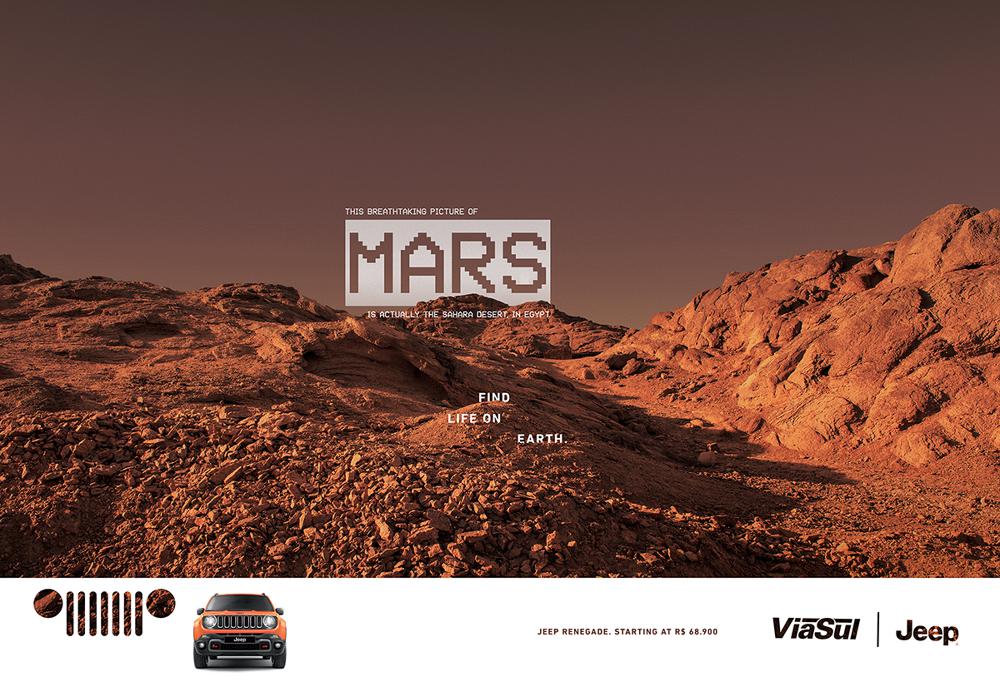 THIS BREATHTAKING PICTURE OF
MARS
IS ACTUALLY THE SAHARA DESERT, IN EGYPT
FIND
LIFE ON
EARTH.
Jeep
JEEP RENEGADE. STARTING AT R$ 68.900
ViaSul
Jeep